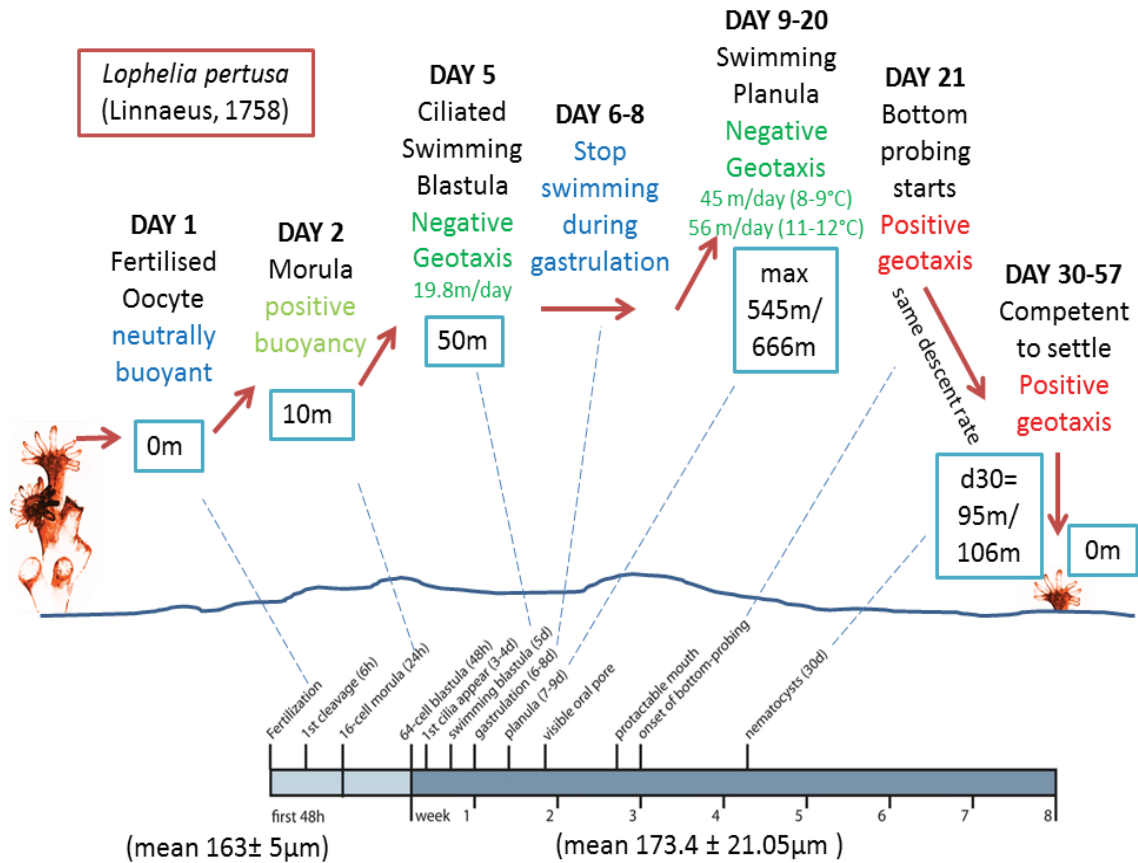 Lophelia pertusa
(Linnaeus, 1758)
DAY 1
Fertilised
Oocyte
neutrally
buoyant
0m
DAY 2
Morula
positive
buoyancy
10m
DAY 5
Ciliated
Swimming
Blastula
Negative
Geotaxis
19.8m/day
50m
DAY 6-8
Stop
swimming
during
gastrulation
DAY 9-20
Swimming
Planula
Negative
Geotaxis
45 m/day (8-9°C)
56 m/day (11-12°C)
max
545m/
666m
DAY 21
Bottom
probing
starts
Positive
geotaxis
same descent rate
DAY 30-57
Competent
to settle
Positive
geotaxis
d30=
95m/
106m
0m
Fertilization
1st cleavage (6h)
16-cell morula (24h)
64-cell blastula (48h)
1st cilia appear (3-4d)
swimming blastula (5d)
gastrulation (6-8d)
planula (7-9d)
visible oral pore
protactable mouth
onset of bottom-probing
nematocysts (30d)
first 48h
week 1 2 3 4 5 6 7 8
(mean 163± 5µm)
(mean 173.4 ± 21.05µm )